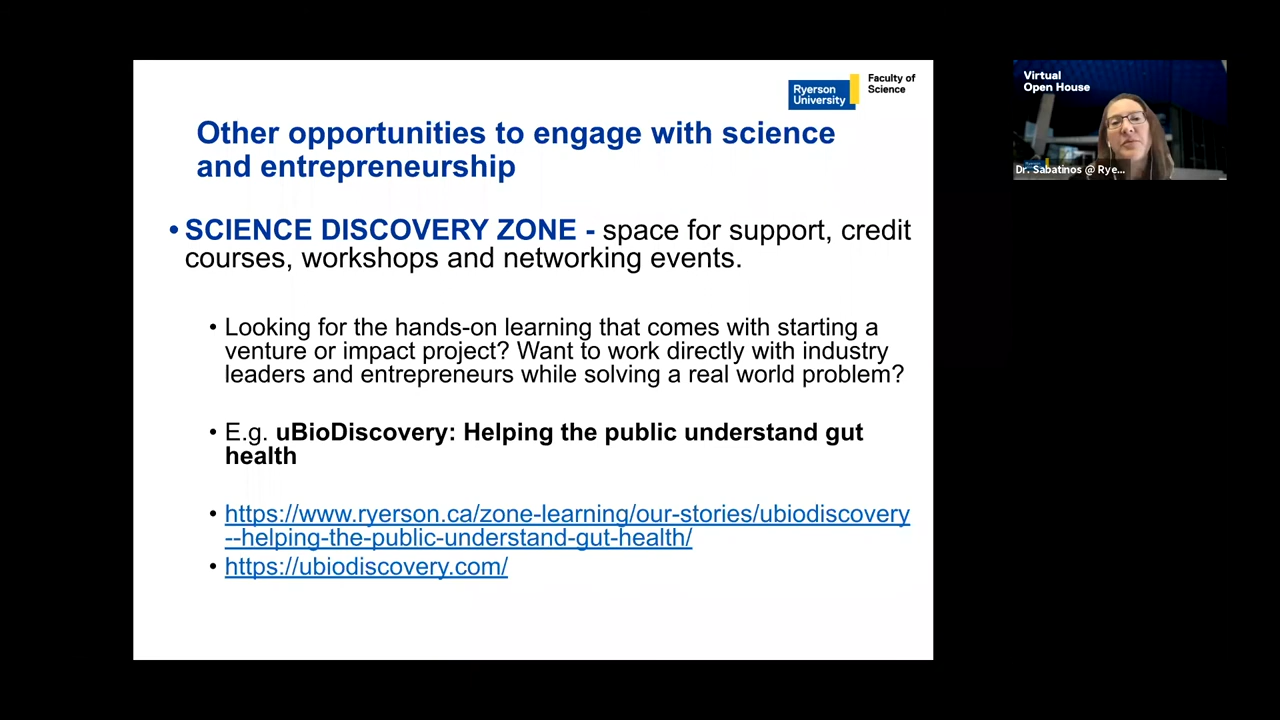 Ryerson
University
Faculty of
Science
Other opportunities to engage with science
and entrepreneurship
• SCIENCE DISCOVERY ZONE - space for support, credit
courses, workshops and networking events.
• Looking for the hands-on learning that comes with starting a
venture or impact project? Want to work directly with industry
leaders and entrepreneurs while solving a real world problem?
• E.g. uBioDiscovery: Helping the public understand gut
health
• https://www.ryerson.ca/zone-learning/our-stories/ubiodiscovery
--helping-the-public-understand-gut-health/
• https://ubiodiscovery.com/
Virtual
Open House
Dr. Sabatinos @ Rye...